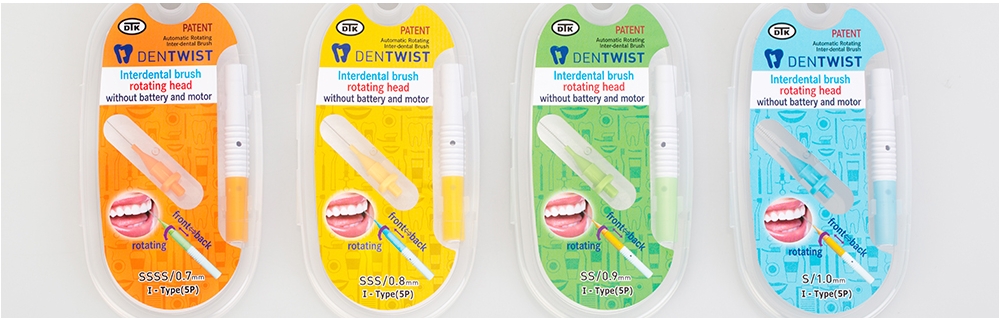 DTK
PATENT
Automatic Rotating
Inter-dental Brush
DENTWIST
Interdental brush
rotating head
without battery and motor
front⇔back
rotating
SSSS/0.7mm
I - Type(5P)
DTK
PATENT
Automatic Rotating
Inter-dental Brush
DENTWIST
Interdental brush
rotating head
without battery and motor
front⇔back
rotating
SSS/0.8mm
I - Type(5P)
DTK
PATENT
Automatic Rotating
Inter-dental Brush
DENTWIST
Interdental brush
rotating head
without battery and motor
front⇔back
rotating
SS/0.9mm
I - Type(5P)
DTK
PATENT
Automatic Rotating
Inter-dental Brush
DENTWIST
Interdental brush
rotating head
without battery and motor
front⇔back
rotating
S/1.0mm
I - Type(5P)